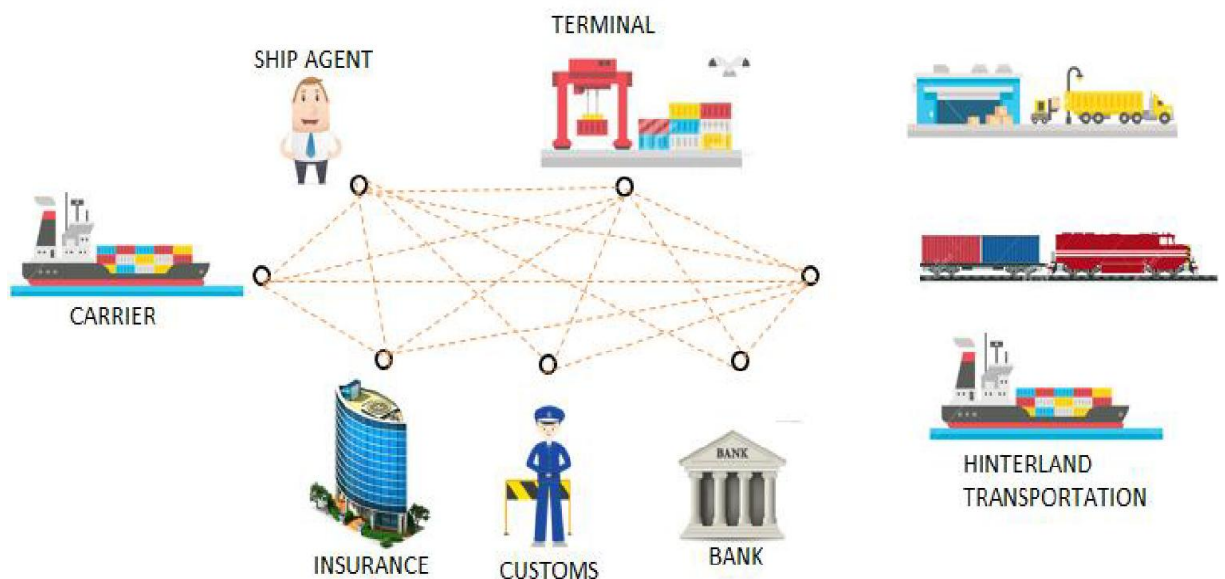 TERMINAL
SHIP AGENT
CARRIER
HINTERLAND
TRANSPORTATION
BANK
INSURANCE
CUSTOMS
BANK